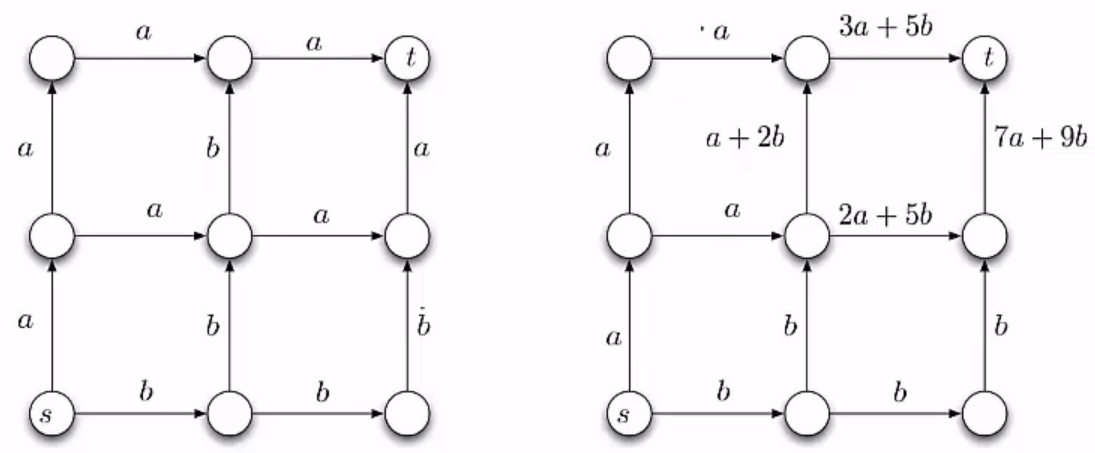 a a t a 3a + 5b t
a b a a a + 2b 7a + 9b
a a a 2a + 5b
a b b a b b
s b b s b b